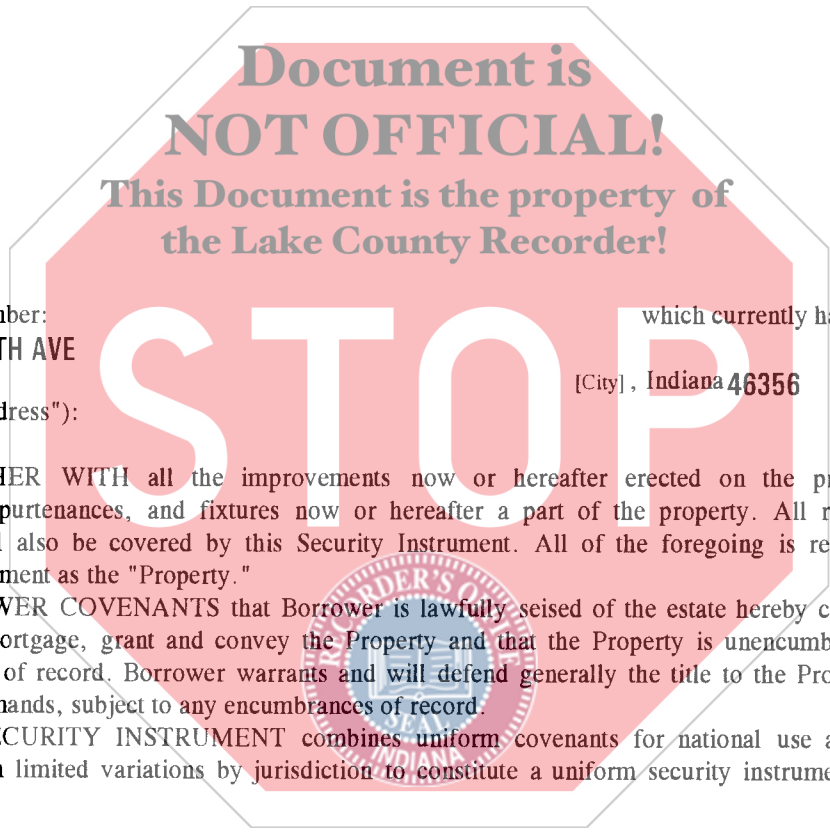 Document is
NOT OFFICIAL!
This Document is the property of
the Lake County Recorder!
STOP
nber: which currently ha
TH AVE
[City] , Indiana 46356
dress"):
HER WITH all the improvements now or hereafter erected on the pr
purtenances, and fixtures now or hereafter a part of the property. All r
l also be covered by this Security Instrument. All of the foregoing is re
ment as the "Property."
WER COVENANTS that Borrower is lawfully seised of the estate hereby c
ortgage, grant and convey the Property and that the Property is unencumb
of record. Borrower warrants and will defend generally the title to the Pro
nands, subject to any encumbrances of record.
ECURITY INSTRUMENT combines uniform covenants for national use a
n limited variations by jurisdiction to constitute a uniform security instrume
RECORDER'S OFFICE
SEAL
INDIANA